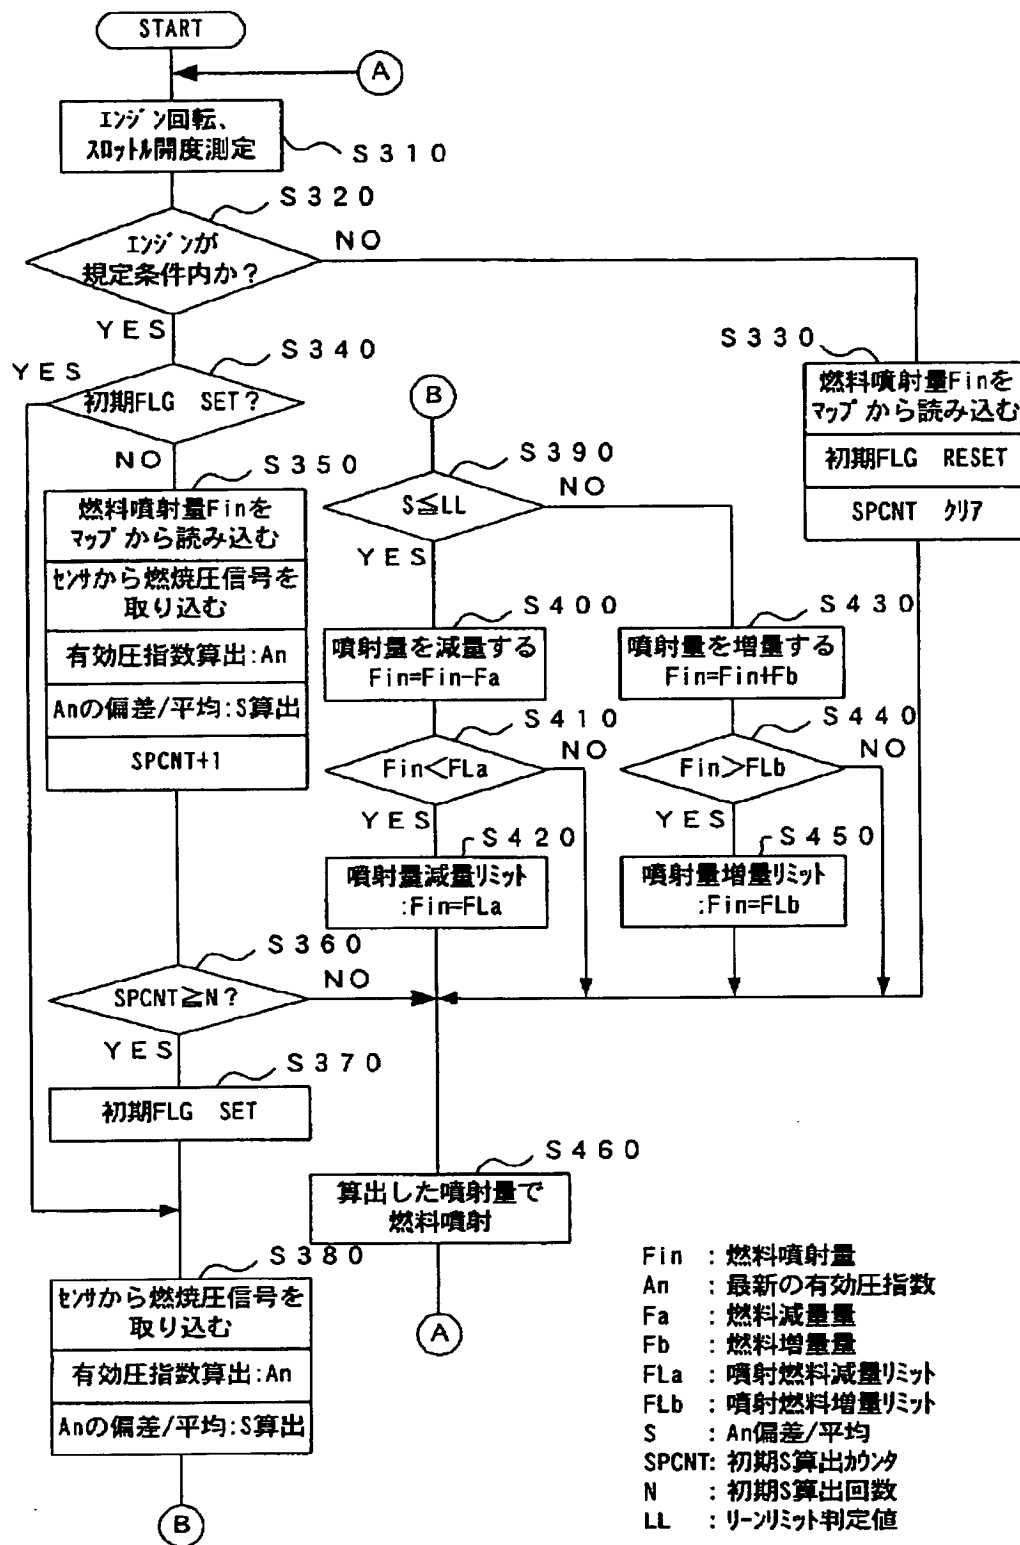 START
A
エンジン回転、
スロットル開度測定
S310
S320
エンジンが
規定条件内か？
NO
YES
S330
燃料噴射量Finを
マップから読み込む
初期FLG RESET
SPCNT クリア
S340
YES
初期FLG SET？
NO
S350
燃料噴射量Finを
マップから読み込む
センサから燃焼圧信号を
取り込む
有効圧指数算出:An
Anの偏差/平均:S算出
SPCNT+1
S360
SPCNT≧N？
NO
YES
S370
初期FLG SET
S380
センサから燃焼圧信号を
取り込む
有効圧指数算出:An
Anの偏差/平均:S算出
B
B
S390
S≦LL
NO
YES
S400
噴射量を減量する
Fin=Fin-Fa
S410
Fin<FLa
NO
YES
S420
噴射量減量リミット
:Fin=FLa
S430
噴射量を増量する
Fin=Fin+Fb
S440
Fin>FLb
NO
YES
S450
噴射量増量リミット
:Fin=FLb
S460
算出した噴射量で
燃料噴射
A
Fin : 燃料噴射量
An : 最新の有効圧指数
Fa : 燃料減量量
Fb : 燃料増量量
FLa : 噴射燃料減量リミット
FLb : 噴射燃料増量リミット
S : An偏差/平均
SPCNT: 初期S算出カウンタ
N : 初期S算出回数
LL : リーンリミット判定値